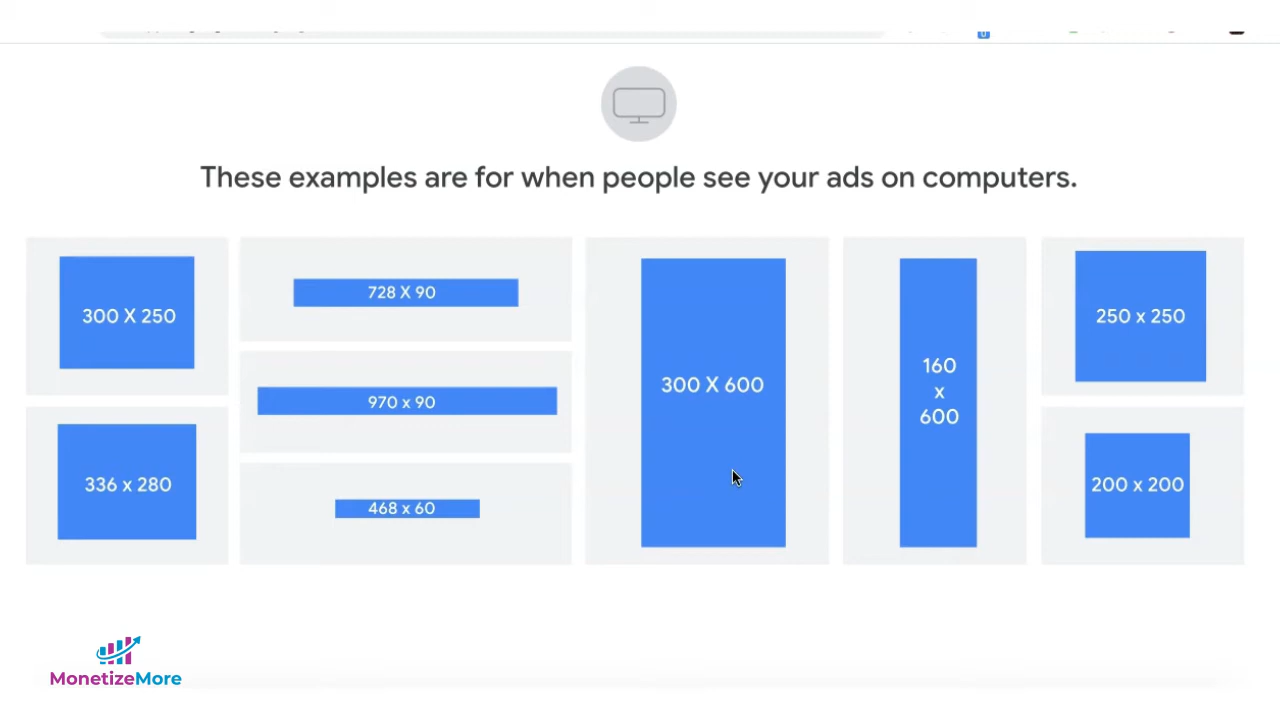 These examples are for when people see your ads on computers.
300 X 250
336 x 280
728 X 90
970 x 90
468 x 60
300 X 600
160
x
600
250 x 250
200 x 200
MonetizeMore